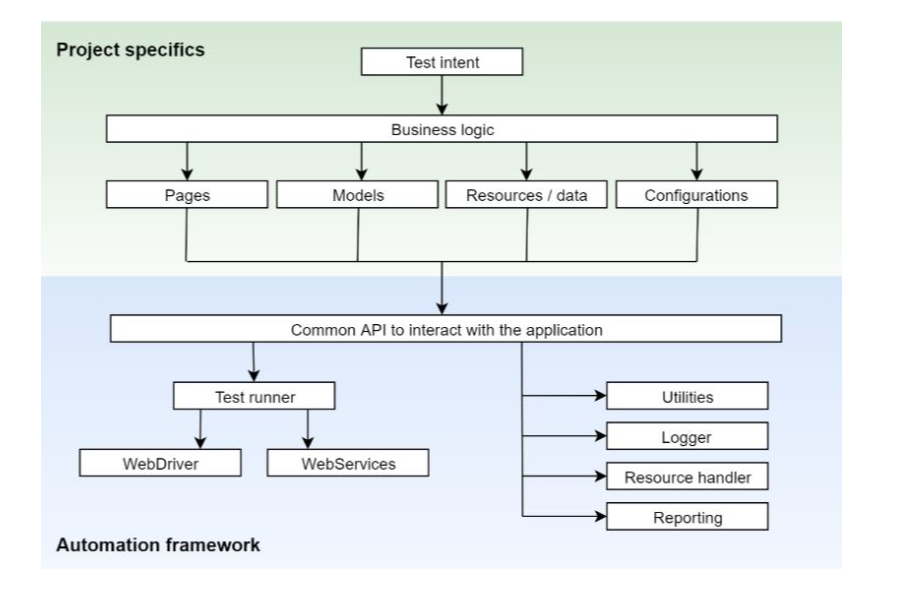 Project specifics
Test intent
Business logic
Pages
Models
Resources / data
Configurations
Common API to interact with the application
Test runner
WebDriver
WebServices
Utilities
Logger
Resource handler
Reporting
Automation framework